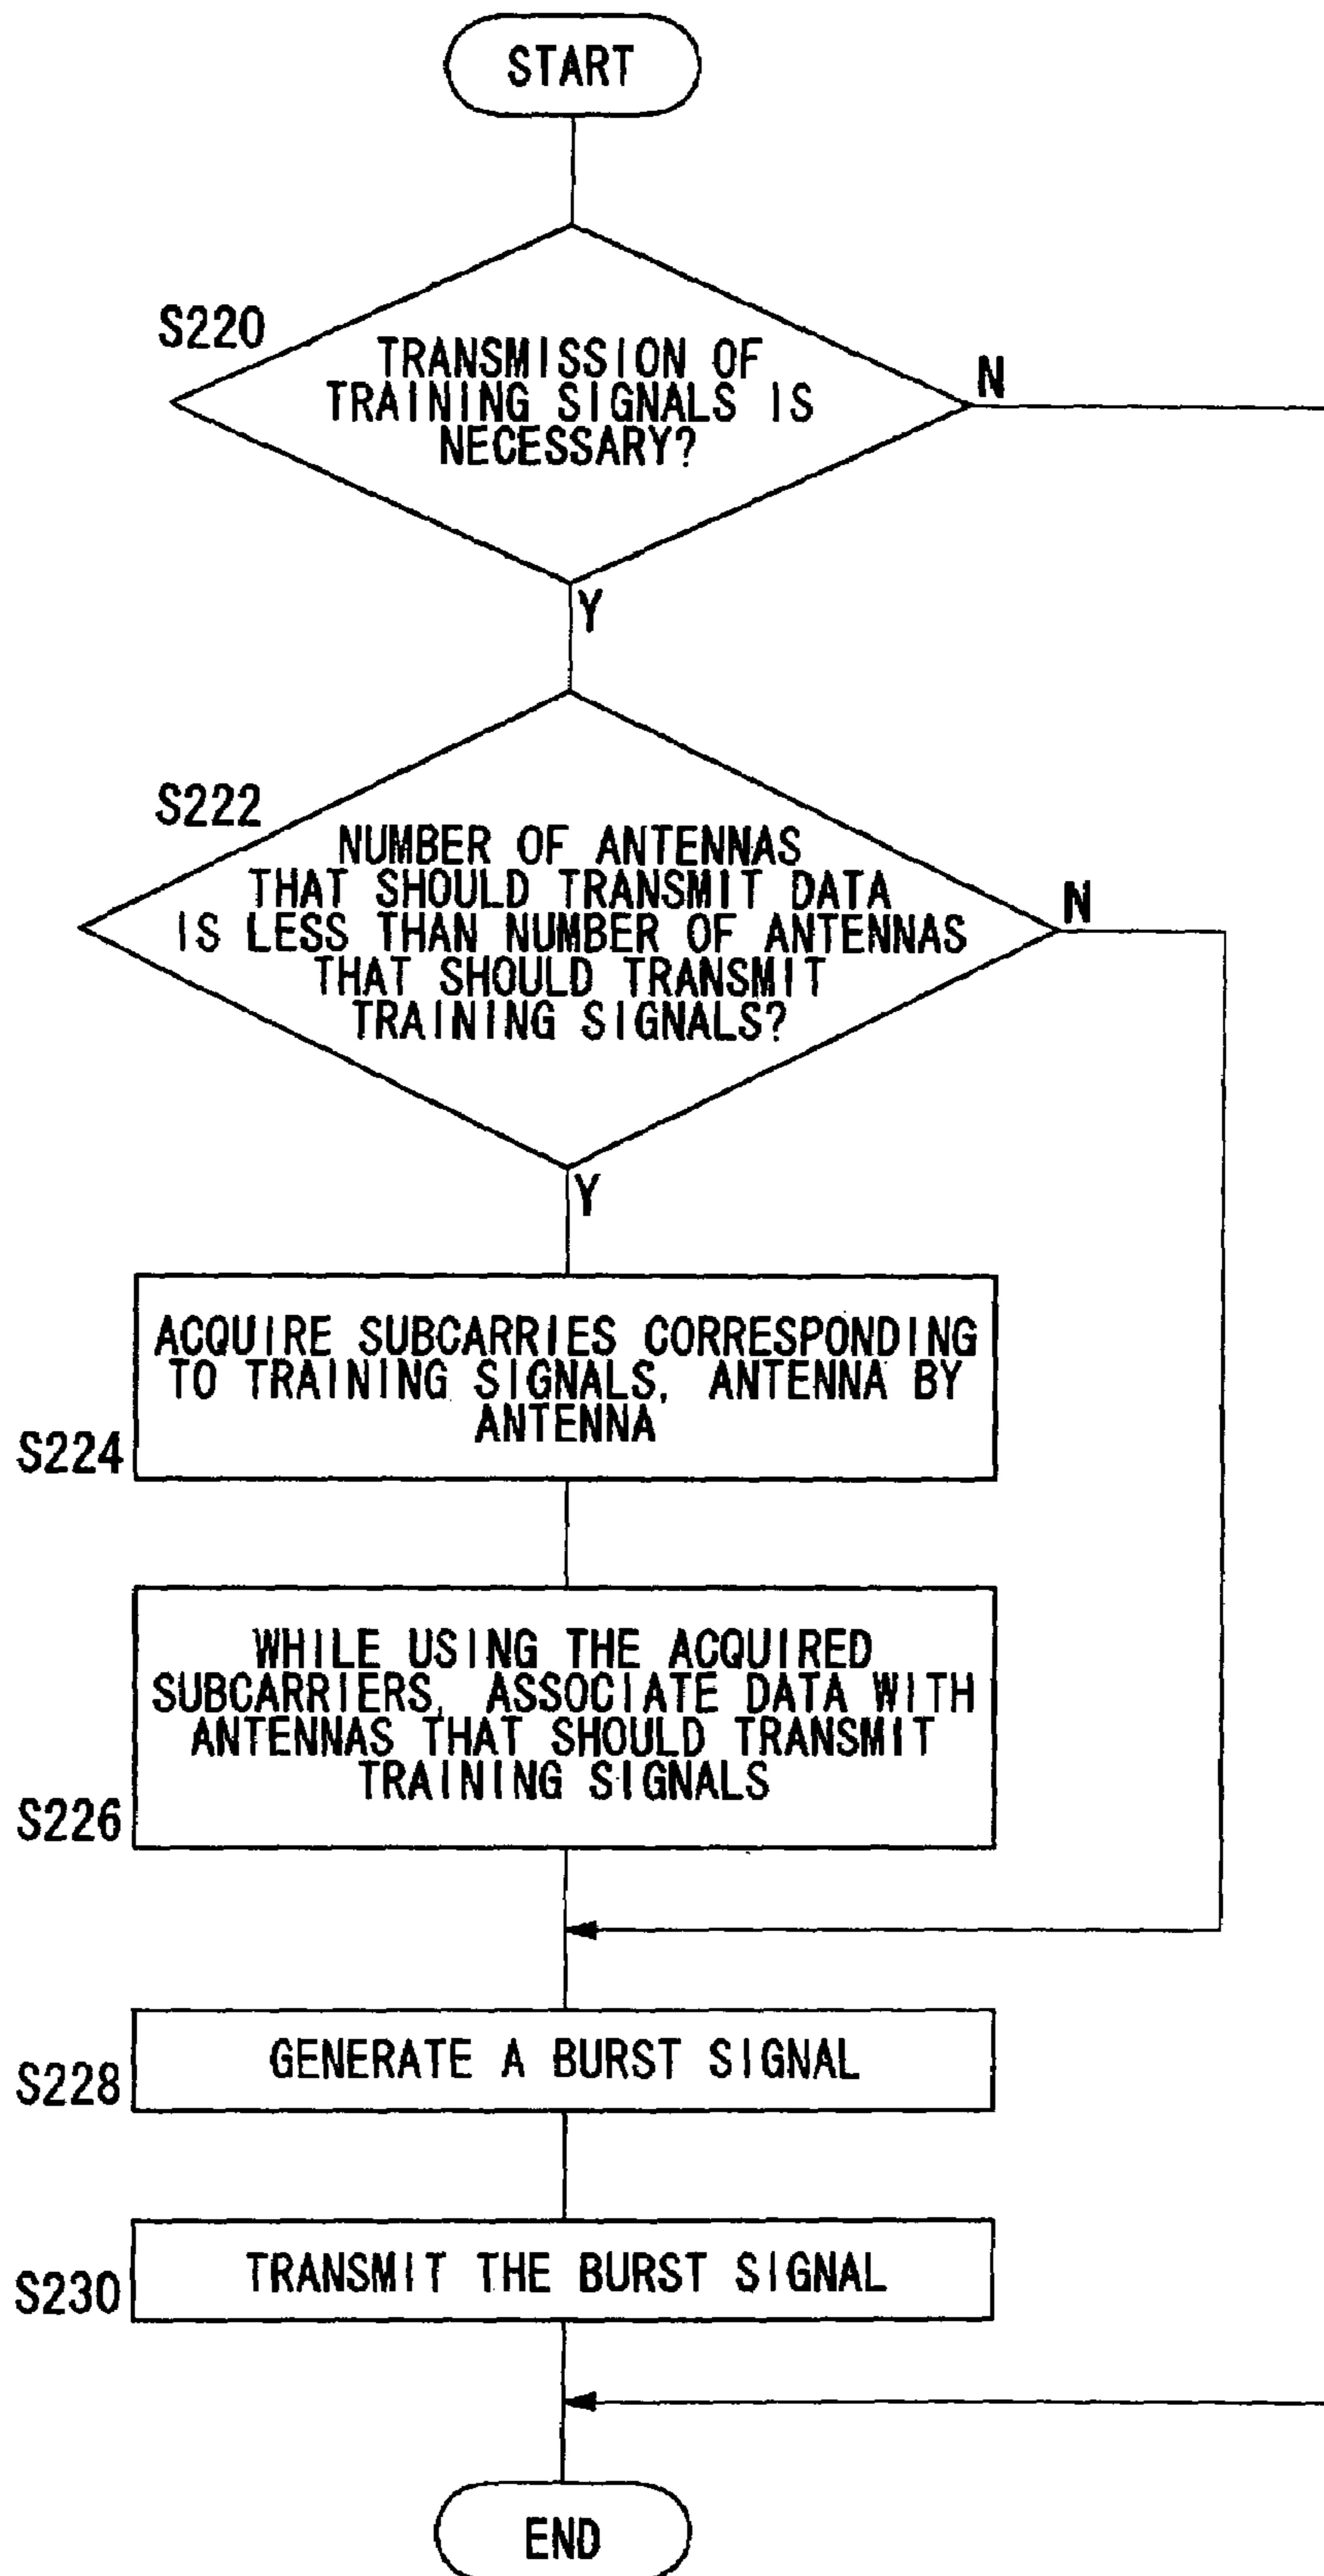 START
S220
TRANSMISSION OF
TRAINING SIGNALS IS
NECESSARY?
N
Y
S222
NUMBER OF ANTENNAS
THAT SHOULD TRANSMIT DATA
IS LESS THAN NUMBER OF ANTENNAS
THAT SHOULD TRANSMIT
TRAINING SIGNALS?
N
Y
ACQUIRE SUBCARRIES CORRESPONDING
TO TRAINING SIGNALS, ANTENNA BY
ANTENNA
S224
WHILE USING THE ACQUIRED
SUBCARRIERS, ASSOCIATE DATA WITH
ANTENNAS THAT SHOULD TRANSMIT
TRAINING SIGNALS
S226
GENERATE A BURST SIGNAL
S228
TRANSMIT THE BURST SIGNAL
S230
END